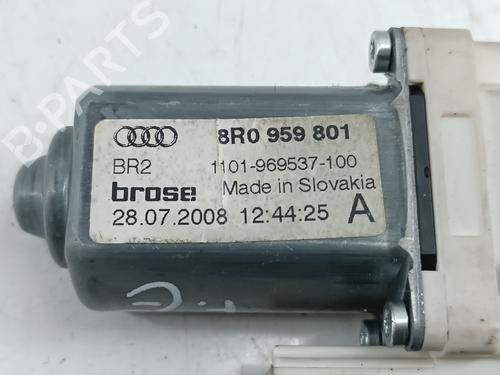 B-PARTS
8R0 959 801
BR2 1101-969537-100
brose Made in Slovakia
28.07.2008 12:44:25 A